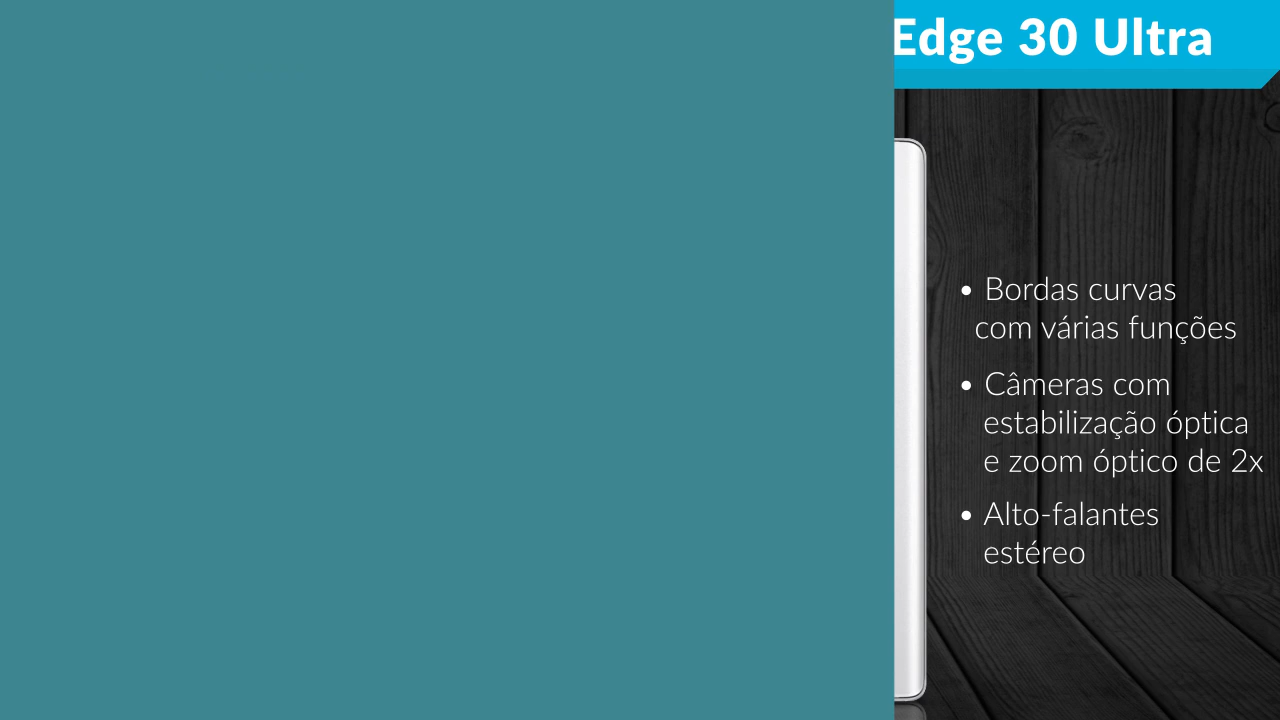 Edge 30 Ultra
• Bordas curvas
com várias funções
• Câmeras com
estabilização óptica
e zoom óptico de 2x
• Alto-falantes
estéreo